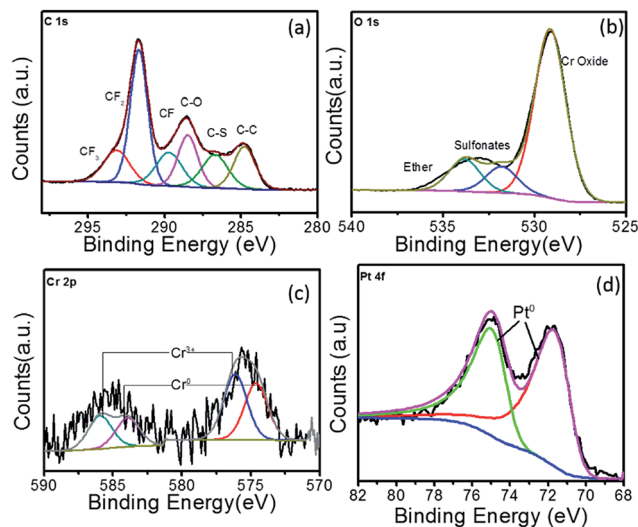 C 1s
(a)
CF3
CF2
CF
C-O
C-S
C-C
Counts (a.u.)
295 290 285 280
Binding Energy (eV)
O 1s
(b)
Cr Oxide
Ether
Sulfonates
Counts(a.u.)
540 535 530 525
Binding Energy(eV)
Cr 2p
(c)
Cr3+
Cr0
Counts (a.u.)
590 585 580 575 570
Binding Energy(eV)
Pt 4f
(d)
Pt0
Counts (a.u)
82 80 78 76 74 72 70 68
Binding Energy (eV)